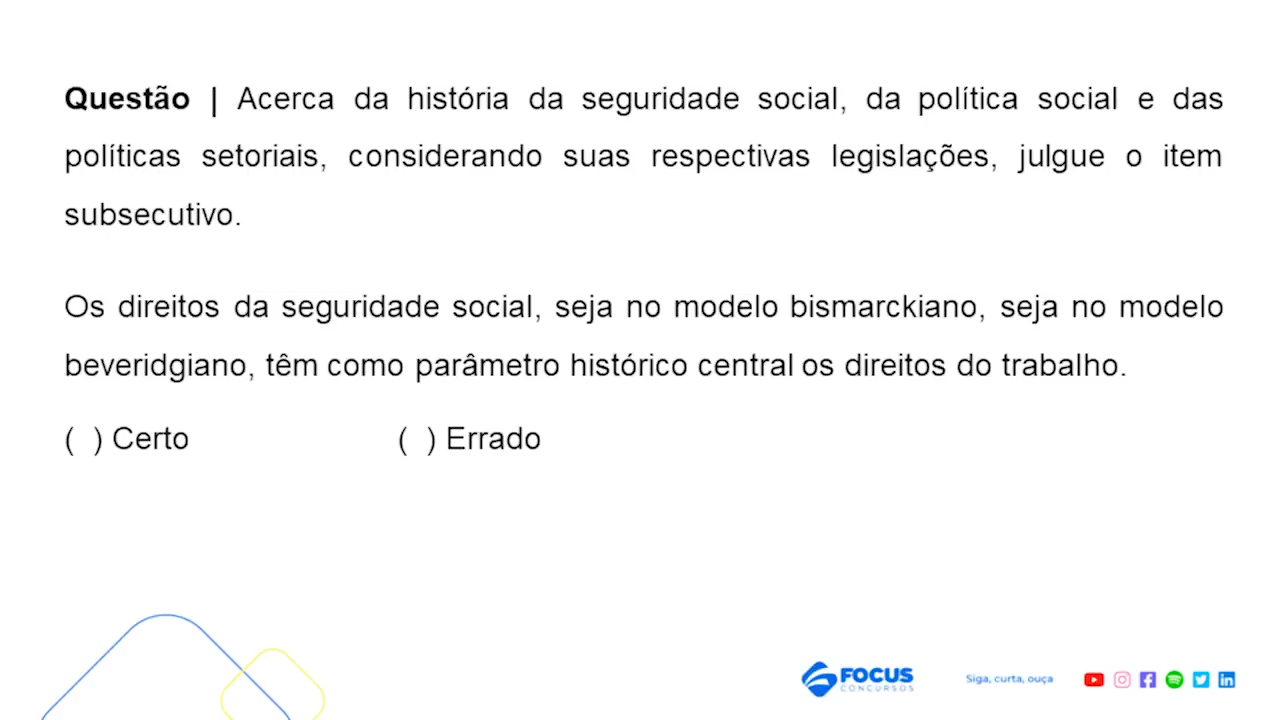 Questão | Acerca da história da seguridade social, da política social e das
políticas setoriais, considerando suas respectivas legislações, julgue o item
subsecutivo.
Os direitos da seguridade social, seja no modelo bismarckiano, seja no modelo
beveridgiano, têm como parâmetro histórico central os direitos do trabalho.
( ) Certo ( ) Errado
FOCUS
CONCURSOS
Siga, curta, ouça